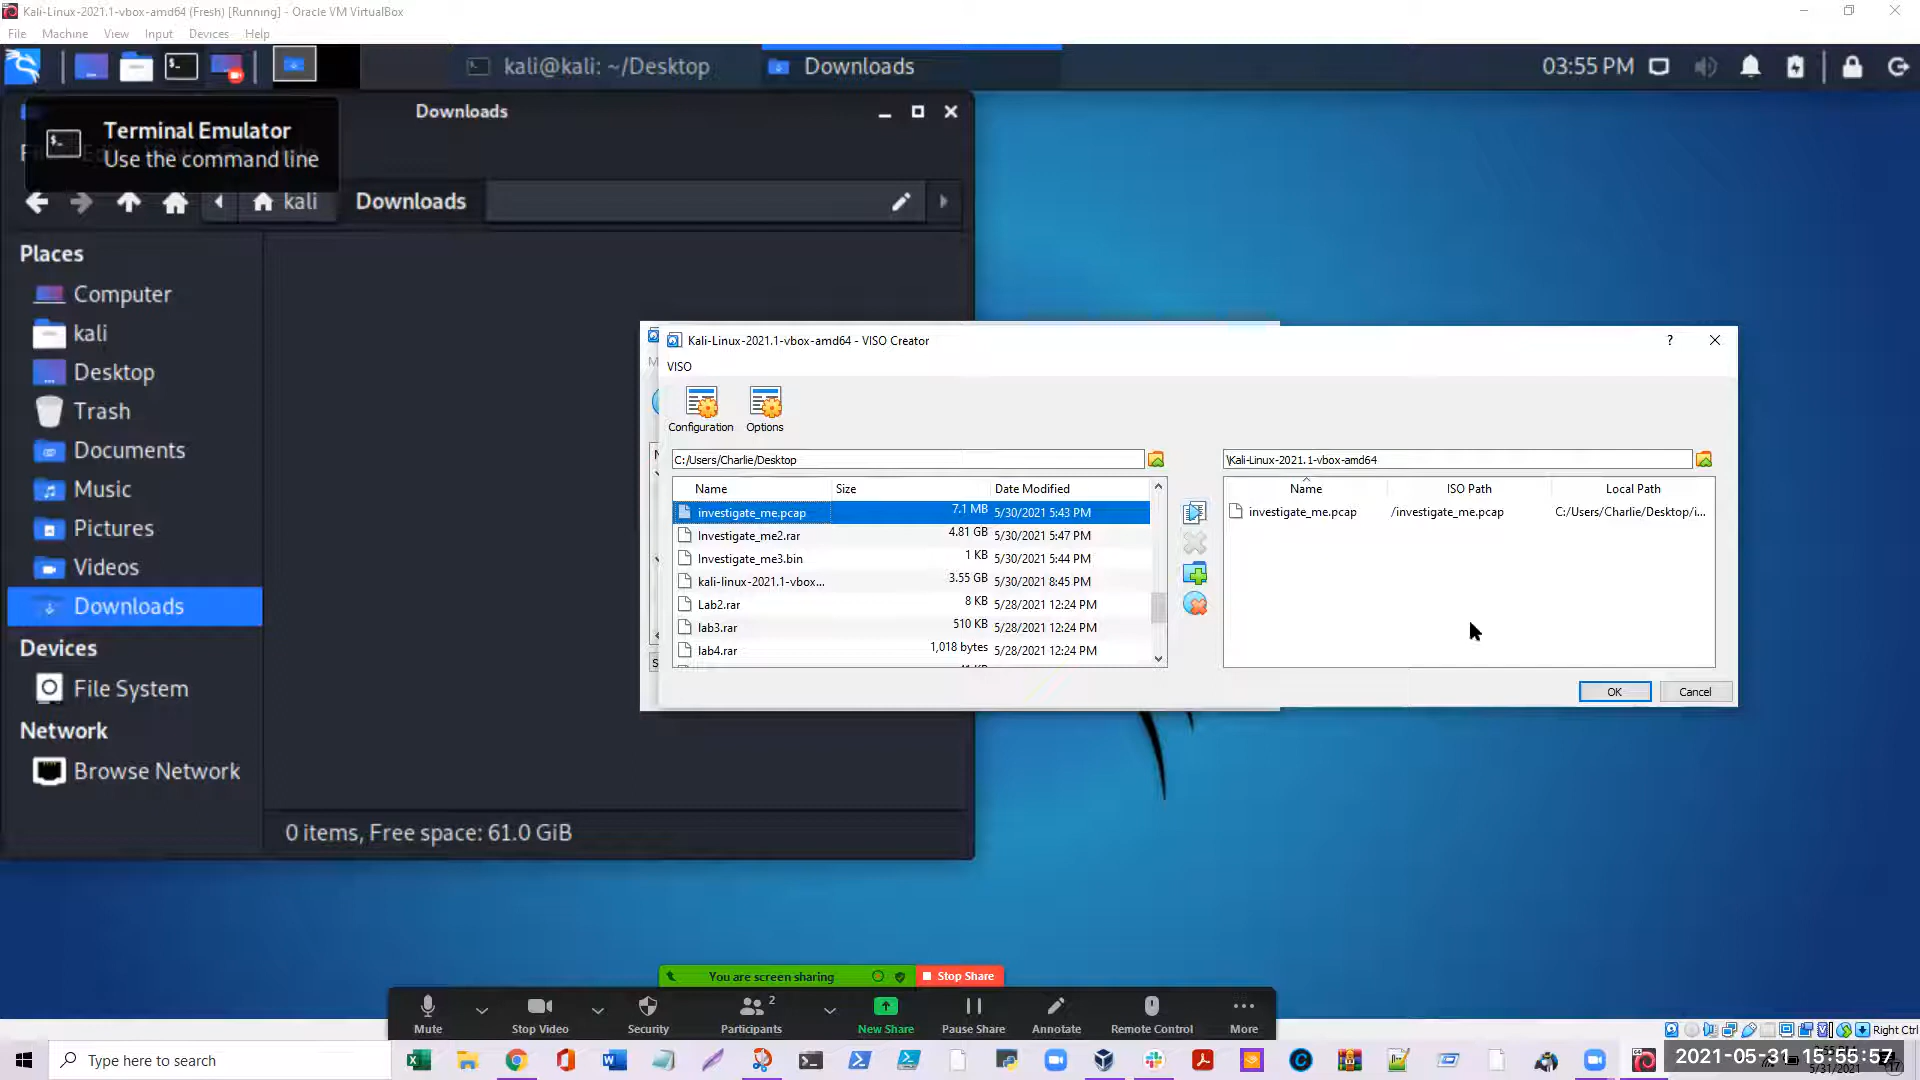 Kali-Linux-2021.1-vbox-amd64 (Fresh) [Running] - Oracle VM VirtualBox
File Machine View Input Devices Help
kali@kali: ~/Desktop
Downloads
03:55 PM
Downloads
Terminal Emulator
Use the command line
kali
Downloads
Places
Computer
kali
Desktop
Trash
Documents
Music
Pictures
Videos
Downloads
Devices
File System
Network
Browse Network
0 items, Free space: 61.0 GiB
Kali-Linux-2021.1-vbox-amd64 - VISO Creator
VISO
Configuration Options
C:/Users/Charlie/Desktop
Name Size Date Modified
investigate_me.pcap 7.1 MB 5/30/2021 5:43 PM
Investigate_me2.rar 4.81 GB 5/30/2021 5:47 PM
Investigate_me3.bin 1 KB 5/30/2021 5:44 PM
kali-linux-2021.1-vbox... 3.55 GB 5/30/2021 8:45 PM
Lab2.rar 8 KB 5/28/2021 12:24 PM
lab3.rar 510 KB 5/28/2021 12:24 PM
lab4.rar 1,018 bytes 5/28/2021 12:24 PM
\Kali-Linux-2021.1-vbox-amd64
Name ISO Path Local Path
investigate_me.pcap /investigate_me.pcap C:/Users/Charlie/Desktop/i...
OK Cancel
You are screen sharing Stop Share
2
Mute Stop Video Security Participants New Share Pause Share Annotate Remote Control More
Right Ctrl
Type here to search
2021-05-31 15:55:57
5/31/2021